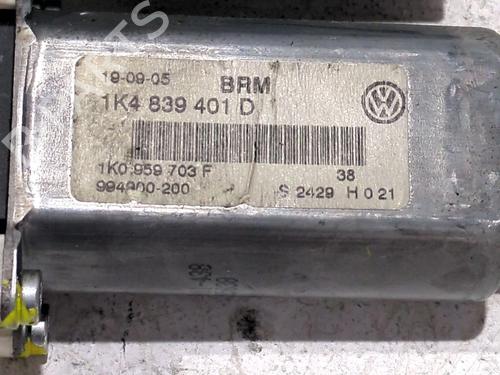 19-09-05 BRM
1K4 839 401 D
1K0 959 703 F 38
994900-200 S 2429 H 0 21